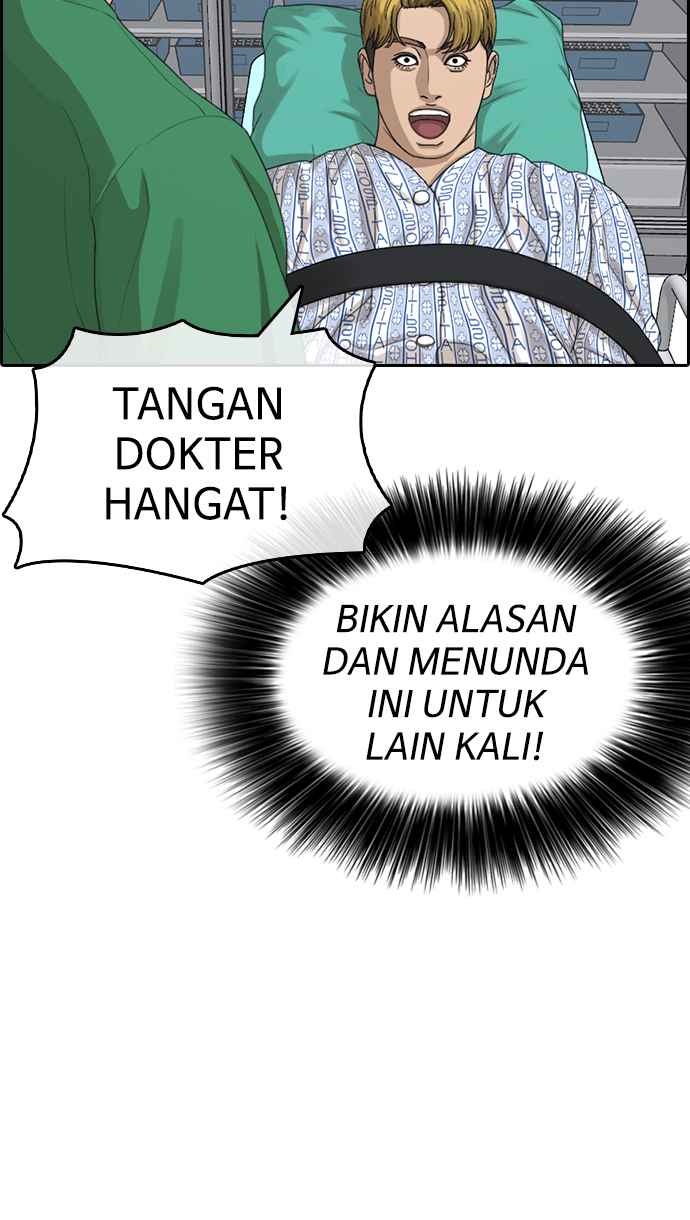 TANGAN
DOKTER
HANGAT!
BIKIN ALASAN
DAN MENUNDA
INI UNTUK
LAIN KALI!